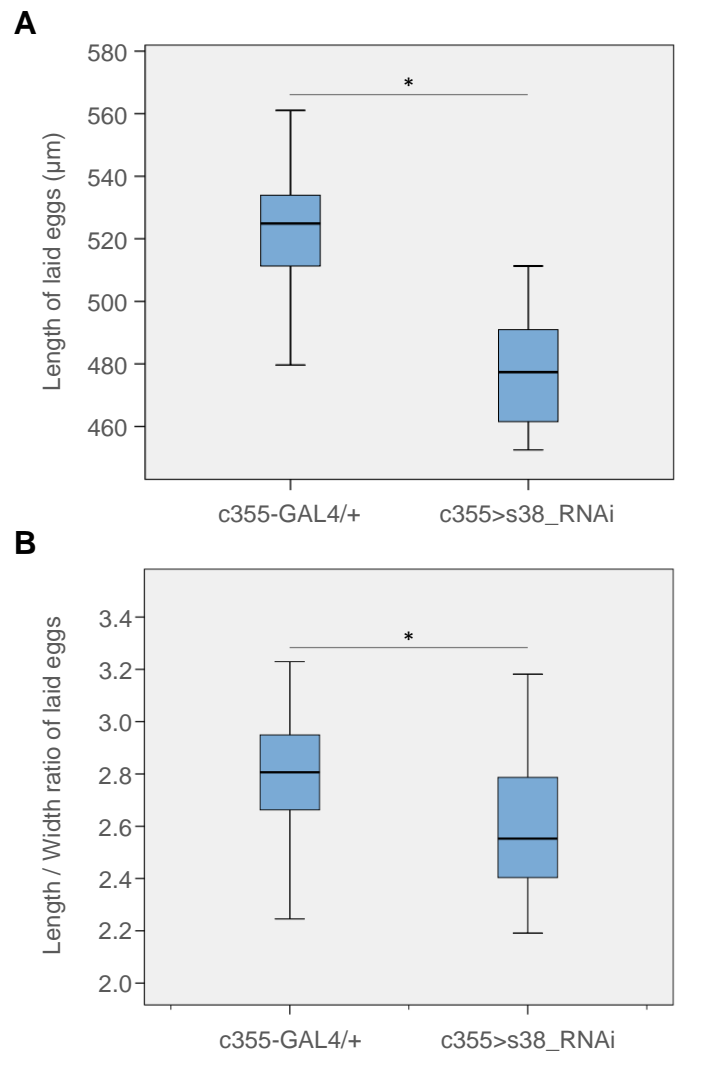 A
Length of laid eggs (μm)
580
560
540
520
500
480
460
*
c355-GAL4/+ c355>s38_RNAi
B
Length / Width ratio of laid eggs
3.4
3.2
3.0
2.8
2.6
2.4
2.2
2.0
*
c355-GAL4/+ c355>s38_RNAi